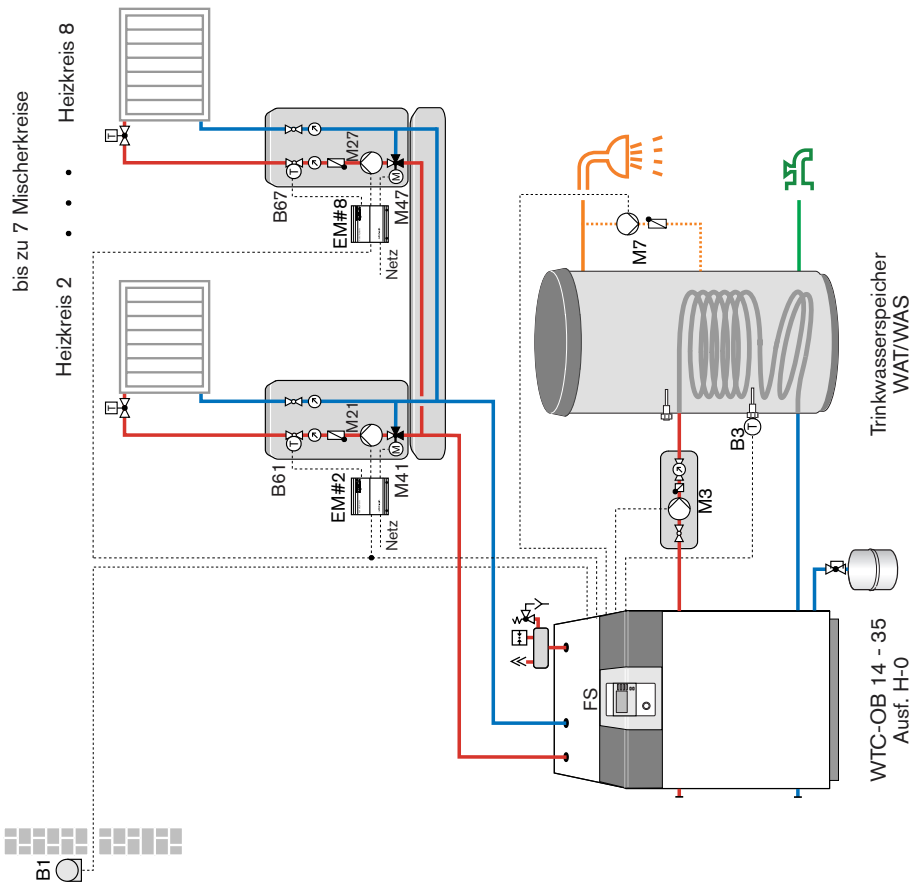 bis zu 7 Mischerkreise
Heizkreis 2
Heizkreis 8
T
T
B61
T
M21
EM#2
M
M41
Netz
B67
T
M27
EM#8
M
M47
Netz
B1
FS
M3
B3
T
M7
WTC-OB 14 - 35
Ausf. H-0
Trinkwasserspeicher
WAT/WAS